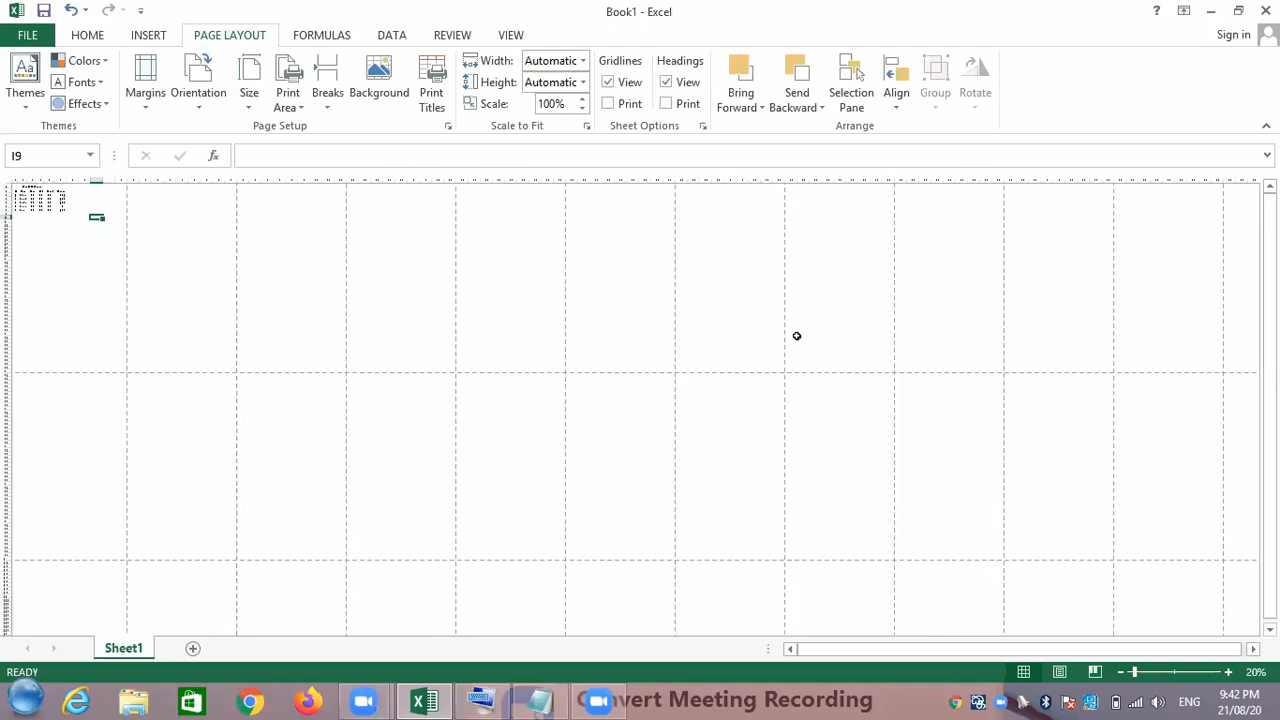 Book1 - Excel
Sign in
FILE HOME INSERT PAGE LAYOUT FORMULAS DATA REVIEW VIEW
Themes
Colors
Fonts
Effects
Themes
Margins
Orientation
Size
Print Area
Breaks
Background
Print Titles
Page Setup
Width: Automatic
Height: Automatic
Scale: 100%
Scale to Fit
Gridlines
View
Print
Headings
View
Print
Sheet Options
Bring Forward
Send Backward
Selection Pane
Align
Group
Rotate
Arrange
I9
Sheet1
READY
20%
Meeting Recording
ENG
9:42 PM
21/08/20